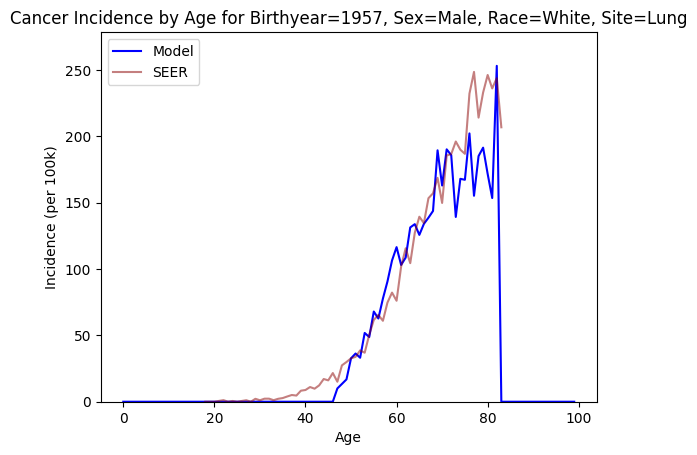 Cancer Incidence by Age for Birthyear=1957, Sex=Male, Race=White, Site=Lung
Model
SEER
250
200
150
100
50
0
Incidence (per 100k)
0 20 40 60 80 100
Age